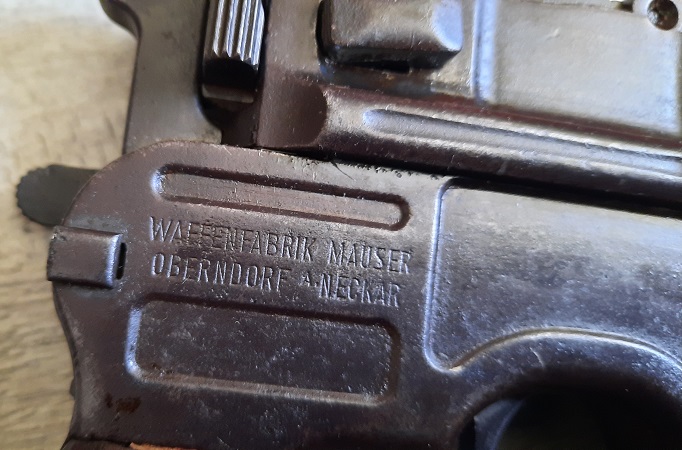 WAFFENFABRIK MAUSER
OBERNDORF A. NECKAR